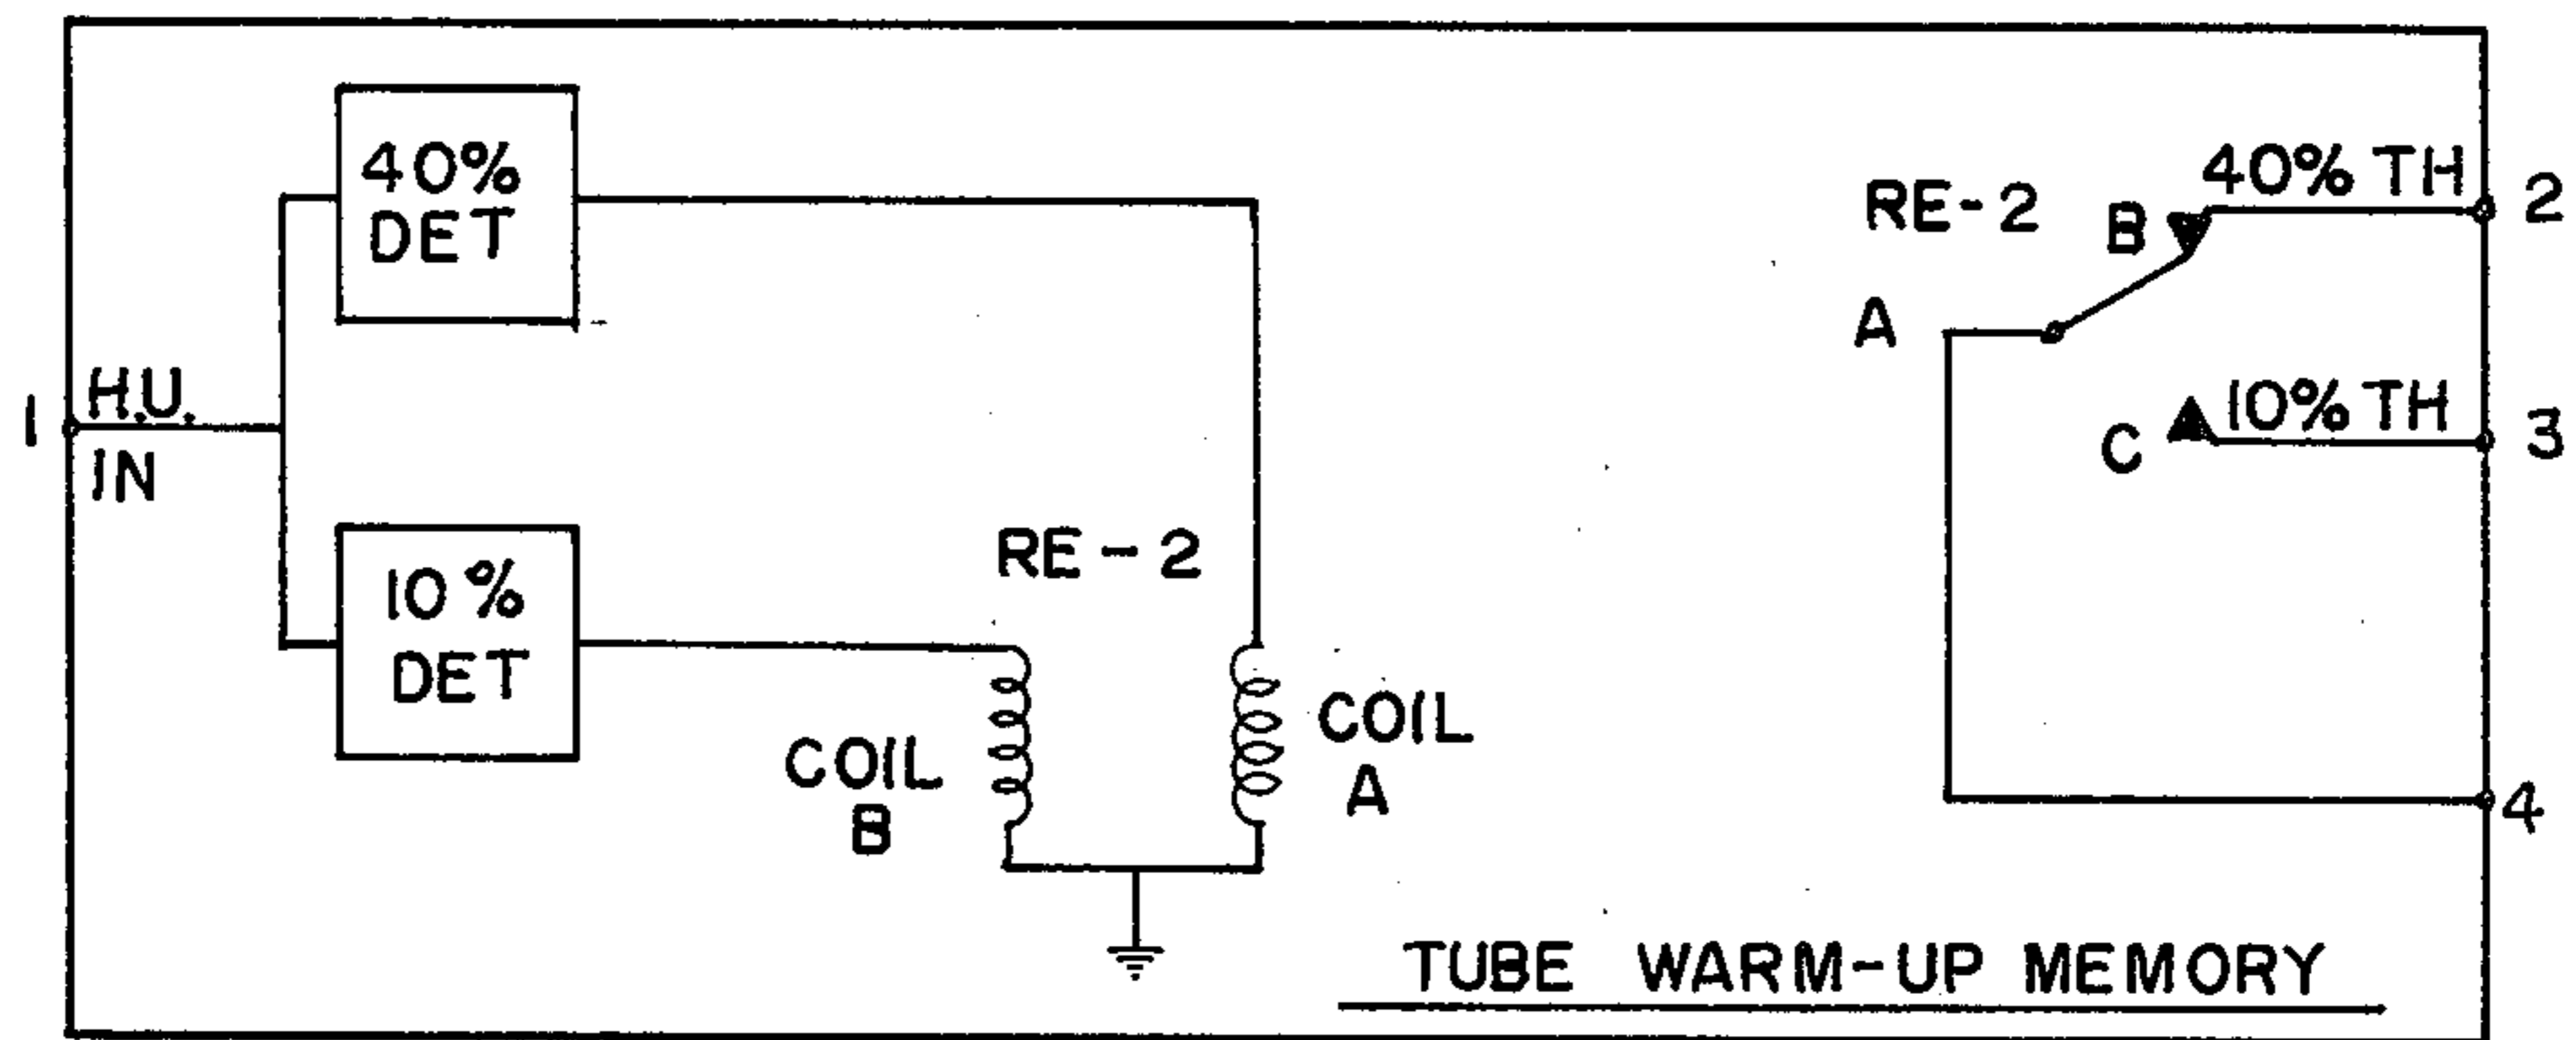 40%
DET
1
H.U.
IN
10%
DET
RE-2
COIL
B
COIL
A
RE-2
A
B
40% TH
2
C
10% TH
3
4
TUBE WARM-UP MEMORY